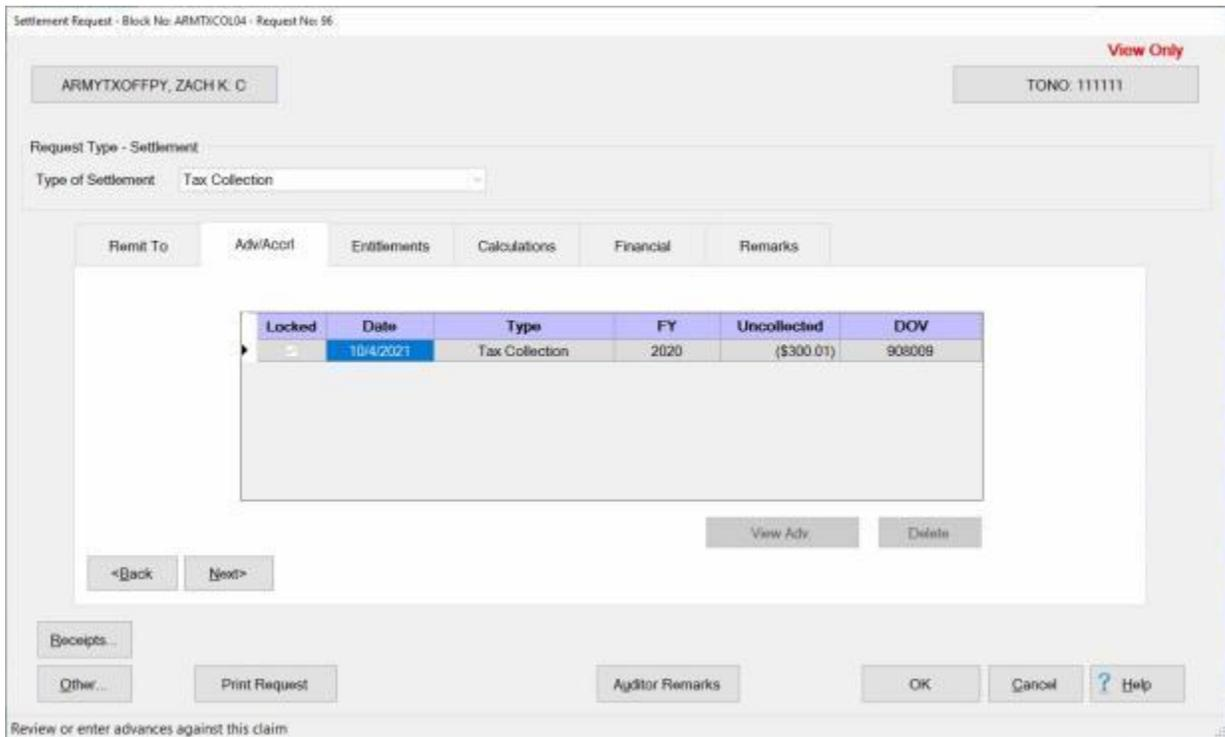 Settlement Request - Block No: ARMTXCOL04 - Request No: 96
View Only
ARMYTXOFFPY, ZACH K. C
TONO: 111111
Request Type - Settlement
Type of Settlement Tax Collection
Remit To Adv/Accrl Entitlements Calculations Financial Remarks
Locked Date Type FY Uncollected DOV
10/4/2021 Tax Collection 2020 ($300.01) 908009
View Adv Delete
<Back Next>
Receipts...
Other... Print Request Auditor Remarks OK Cancel ? Help
Review or enter advances against this claim